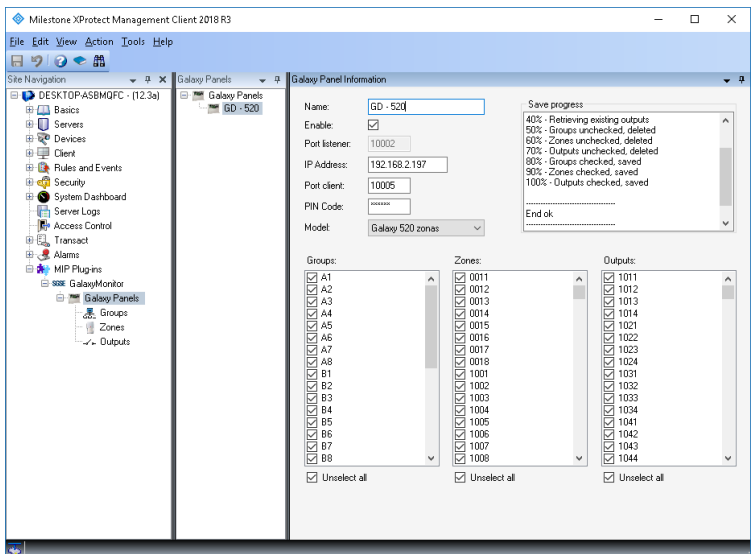 Milestone XProtect Management Client 2018 R3
File Edit View Action Tools Help
Site Navigation
DESKTOP-ASBMQFC - (12.3a)
Basics
Servers
Devices
Client
Rules and Events
Security
System Dashboard
Server Logs
Access Control
Transact
Alarms
MIP Plug-ins
GalaxyMonitor
Galaxy Panels
Groups
Zones
Outputs
Galaxy Panels
Galaxy Panels
GD - 520
Galaxy Panel Information
Name: GD - 520
Enable:
Port listener: 10002
IP Address: 192.168.2.197
Port client: 10005
PIN Code: ×××××××
Model: Galaxy 520 zonas
Save progress
40% - Retrieving existing outputs
50% - Groups unchecked, deleted
60% - Zones unchecked, deleted
70% - Outputs unchecked, deleted
80% - Groups checked, saved
90% - Zones checked, saved
100% - Outputs checked, saved
End ok
Groups:
A1
A2
A3
A4
A5
A6
A7
A8
B1
B2
B3
B4
B5
B6
B7
B8
Unselect all
Zones:
0011
0012
0013
0014
0015
0016
0017
0018
1001
1002
1003
1004
1005
1006
1007
1008
Unselect all
Outputs:
1011
1012
1013
1014
1021
1022
1023
1024
1031
1032
1033
1034
1041
1042
1043
1044
Unselect all